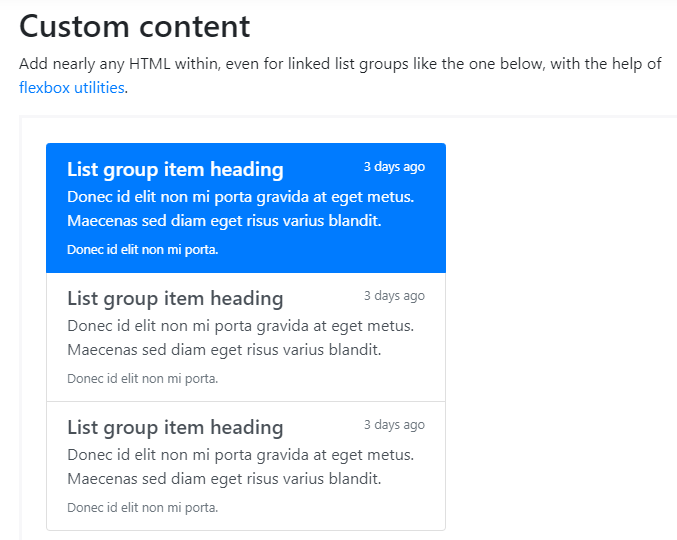 Custom content
Add nearly any HTML within, even for linked list groups like the one below, with the help of
flexbox utilities.
List group item heading 3 days ago
Donec id elit non mi porta gravida at eget metus.
Maecenas sed diam eget risus varius blandit.
Donec id elit non mi porta.
List group item heading 3 days ago
Donec id elit non mi porta gravida at eget metus.
Maecenas sed diam eget risus varius blandit.
Donec id elit non mi porta.
List group item heading 3 days ago
Donec id elit non mi porta gravida at eget metus.
Maecenas sed diam eget risus varius blandit.
Donec id elit non mi porta.